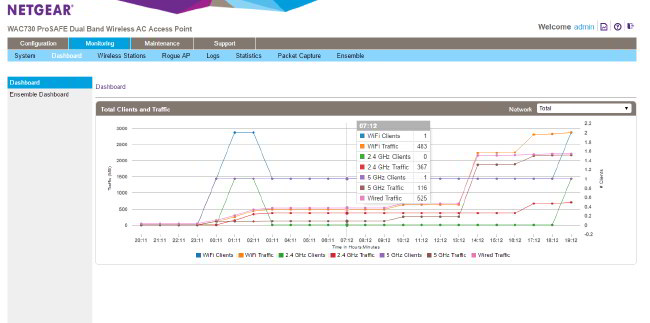 NETGEAR®
WAC730 ProSAFE Dual Band Wireless AC Access Point
Welcome admin
Configuration Monitoring Maintenance Support
System Dashboard Wireless Stations Rogue AP Logs Statistics Packet Capture Ensemble
Dashboard
Ensemble Dashboard
Dashboard
Total Clients and Traffic
Network Total
07:12
WiFi Clients 1
WiFi Traffic 483
2.4 GHz Clients 0
2.4 GHz Traffic 367
5 GHz Clients 1
5 GHz Traffic 116
Wired Traffic 525
Traffic (MB)
3000
2500
2000
1500
1000
500
0
2.2
2
1.8
1.6
1.4
1.2
1
0.8
0.6
0.4
0.2
0
-0.2
# Clients
20:11 21:11 22:11 23:11 00:11 01:11 02:11 03:11 04:11 05:11 06:11 07:12 08:12 09:12 10:12 11:12 12:12 13:12 14:12 15:12 16:12 17:12 18:12 19:12
Time in Hours:Minutes
WiFi Clients WiFi Traffic 2.4 GHz Clients 2.4 GHz Traffic 5 GHz Clients 5 GHz Traffic Wired Traffic